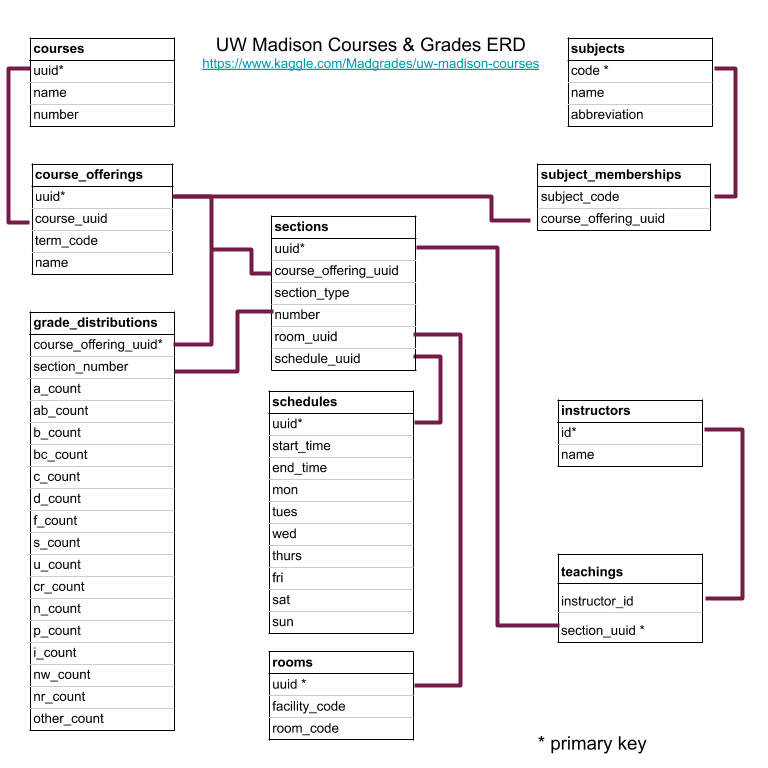 UW Madison Courses & Grades ERD
https://www.kaggle.com/Madgrades/uw-madison-courses
courses
uuid*
name
number
subjects
code *
name
abbreviation
course_offerings
uuid*
course_uuid
term_code
name
subject_memberships
subject_code
course_offering_uuid
sections
uuid*
course_offering_uuid
section_type
number
room_uuid
schedule_uuid
grade_distributions
course_offering_uuid*
section_number
a_count
ab_count
b_count
bc_count
c_count
d_count
f_count
s_count
u_count
cr_count
n_count
p_count
i_count
nw_count
nr_count
other_count
schedules
uuid*
start_time
end_time
mon
tues
wed
thurs
fri
sat
sun
instructors
id*
name
teachings
instructor_id
section_uuid *
rooms
uuid *
facility_code
room_code
* primary key